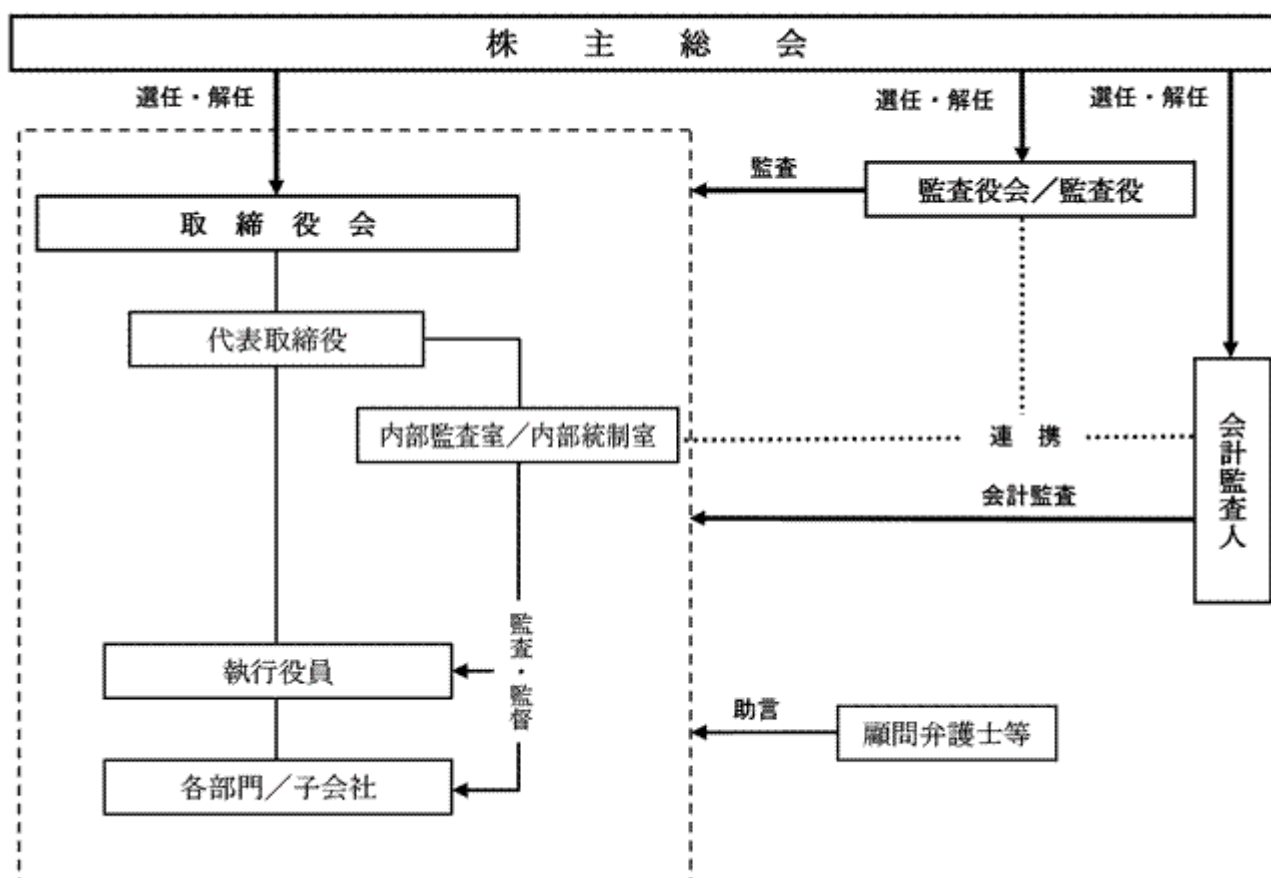 株主総会
選任・解任
選任・解任
選任・解任
監査
監査役会／監査役
取締役会
代表取締役
内部監査室／内部統制室
連携
会計監査人
会計監査
監査・監督
執行役員
助言
顧問弁護士等
各部門／子会社